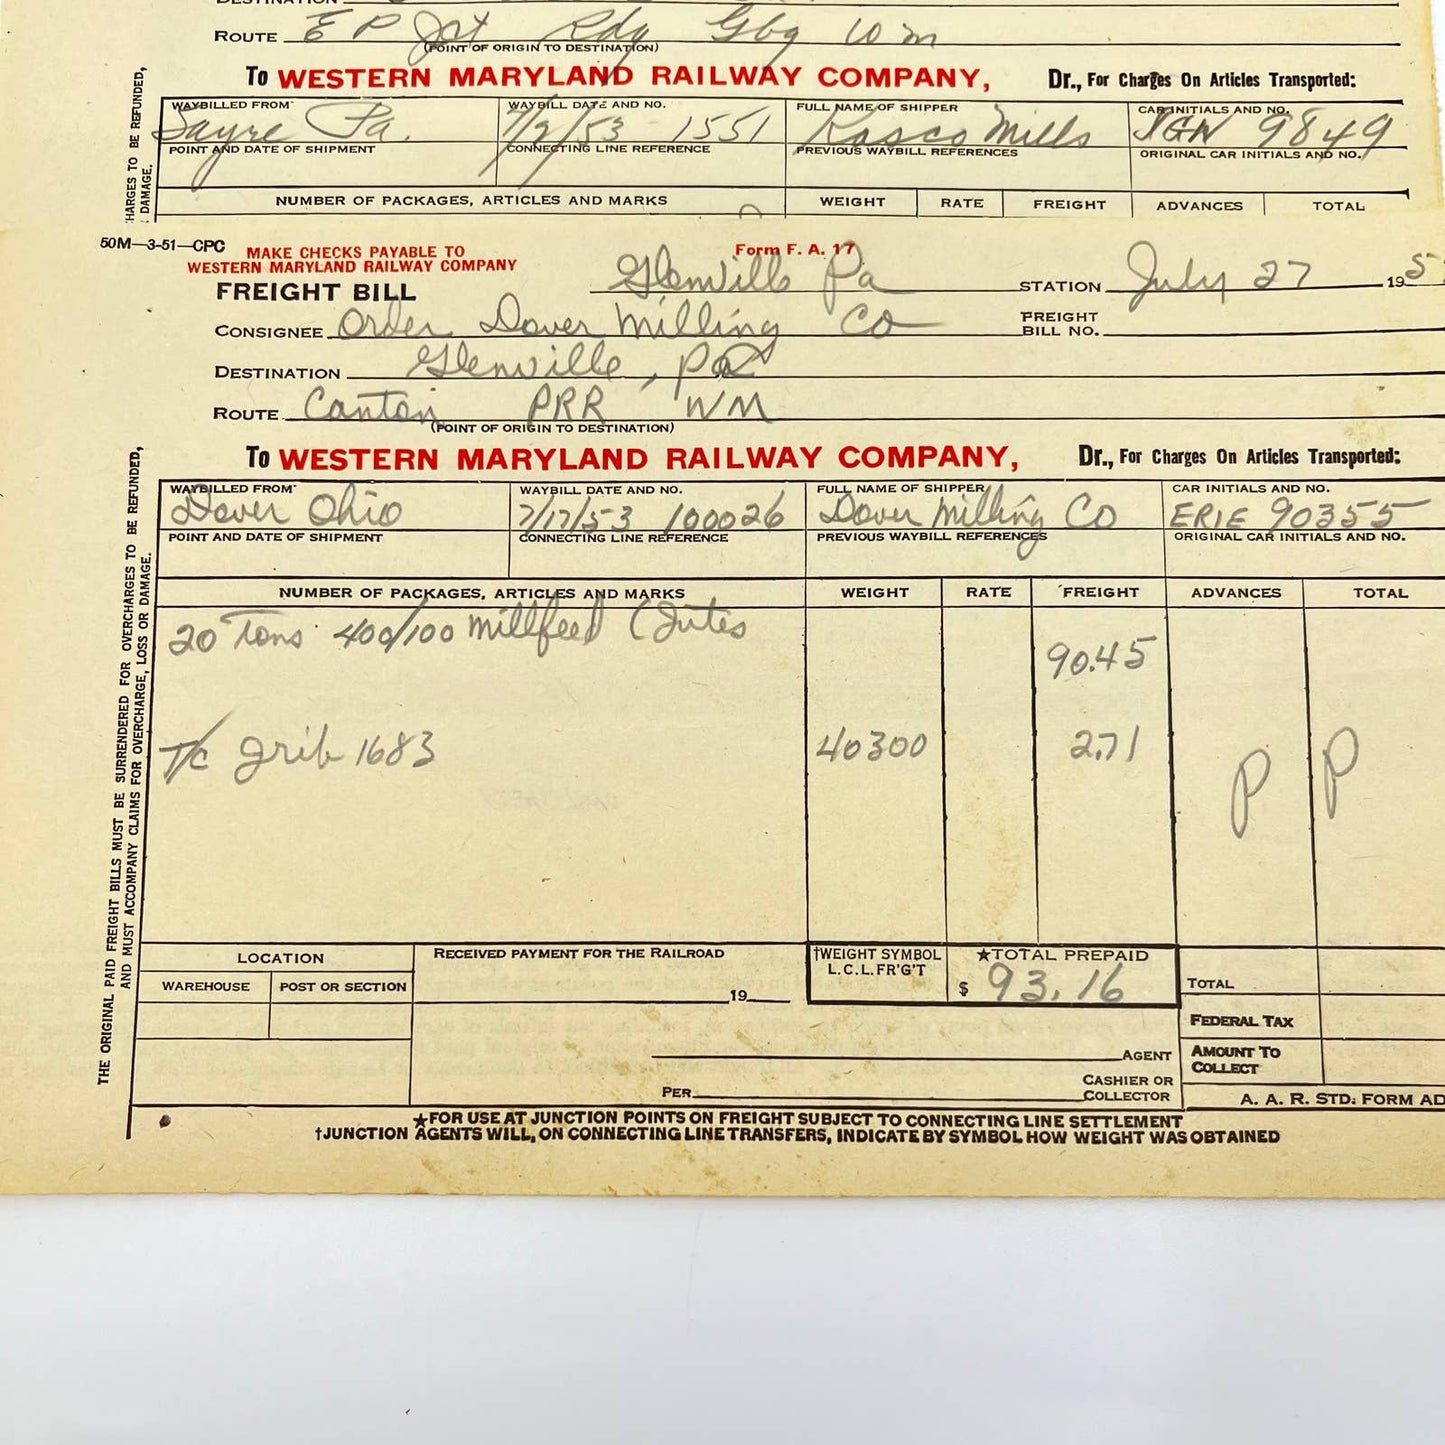 DESTINATION
ROUTE E P Jct Rdg Gbg WM
(POINT OF ORIGIN TO DESTINATION)
TO WESTERN MARYLAND RAILWAY COMPANY, Dr., For Charges On Articles Transported:
WAYBILLED FROM WAYBILL DATE AND NO. FULL NAME OF SHIPPER CAR INITIALS AND NO.
Sayre Pa. 7/2/53 1551 Kasco Mills 9849
POINT AND DATE OF SHIPMENT CONNECTING LINE REFERENCE PREVIOUS WAYBILL REFERENCES ORIGINAL CAR INITIALS AND NO.
NUMBER OF PACKAGES, ARTICLES AND MARKS WEIGHT RATE FREIGHT ADVANCES TOTAL
HARGES TO BE REFUNDED,
DAMAGE.
50M—3-51—CPC MAKE CHECKS PAYABLE TO Form F. A. 17
WESTERN MARYLAND RAILWAY COMPANY
FREIGHT BILL Glenville Pa STATION July 27 195
CONSIGNEE Order Dover Milling Co FREIGHT BILL NO.
DESTINATION Glenville, Pa
ROUTE Canton PRR WM
(POINT OF ORIGIN TO DESTINATION)
TO WESTERN MARYLAND RAILWAY COMPANY, Dr., For Charges On Articles Transported:
WAYBILLED FROM WAYBILL DATE AND NO. FULL NAME OF SHIPPER CAR INITIALS AND NO.
Dover Ohio 7/17/53 100026 Dover Milling Co ERIE 90355
POINT AND DATE OF SHIPMENT CONNECTING LINE REFERENCE PREVIOUS WAYBILL REFERENCES ORIGINAL CAR INITIALS AND NO.
NUMBER OF PACKAGES, ARTICLES AND MARKS WEIGHT RATE FREIGHT ADVANCES TOTAL
20 Tons 400/100 Millfeed (Jutes
90.45
T/C 1683 40300 2.71 P P
THE ORIGINAL PAID FREIGHT BILLS MUST BE SURRENDERED FOR OVERCHARGES TO BE REFUNDED,
AND MUST ACCOMPANY CLAIMS FOR OVERCHARGE, LOSS OR DAMAGE.
LOCATION RECEIVED PAYMENT FOR THE RAILROAD †WEIGHT SYMBOL ★TOTAL PREPAID
L.C.L. FR'G'T
WAREHOUSE POST OR SECTION 19 $ 93.16 TOTAL
FEDERAL TAX
AGENT AMOUNT TO COLLECT
PER CASHIER OR COLLECTOR A. A. R. STD. FORM AD
★FOR USE AT JUNCTION POINTS ON FREIGHT SUBJECT TO CONNECTING LINE SETTLEMENT
†JUNCTION AGENTS WILL, ON CONNECTING LINE TRANSFERS, INDICATE BY SYMBOL HOW WEIGHT WAS OBTAINED